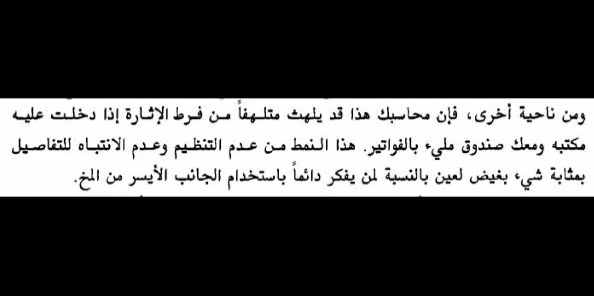 ومن ناحية أخرى، فإن محاسبك هذا قد يلهث متلهفاً من فرط الإثارة إذا دخلت عليه
مكتبه ومعك صندوق مليء بالفواتير. هذا النمط من عدم التنظيم وعدم الانتباه للتفاصيل
بمثابة شيء بغيض لعين بالنسبة لمن يفكر دائماً باستخدام الجانب الأيسر من المخ.